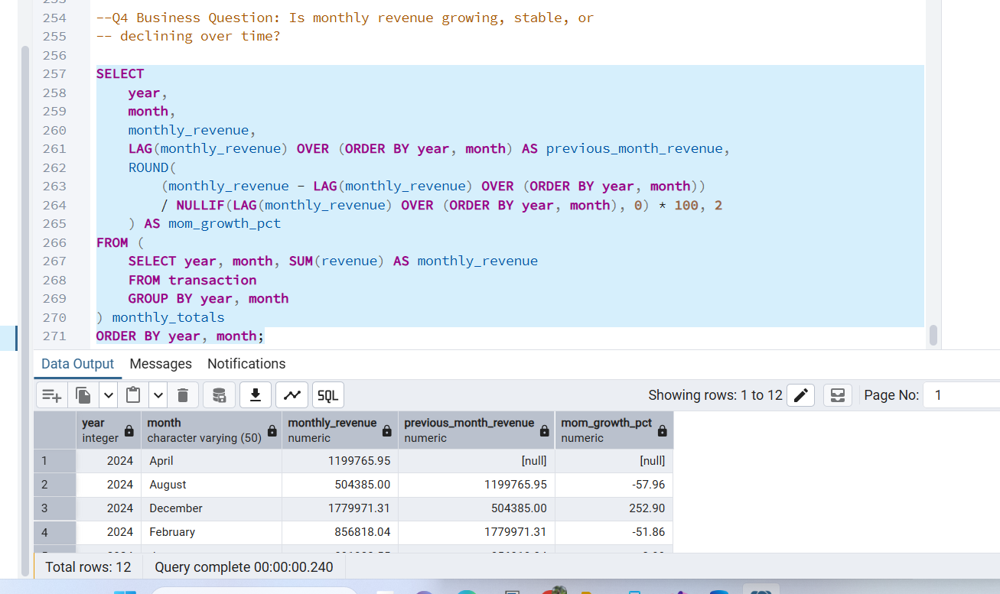 254 --Q4 Business Question: Is monthly revenue growing, stable, or
255 -- declining over time?
256
257 SELECT
258 year,
259 month,
260 monthly_revenue,
261 LAG(monthly_revenue) OVER (ORDER BY year, month) AS previous_month_revenue,
262 ROUND(
263 (monthly_revenue - LAG(monthly_revenue) OVER (ORDER BY year, month))
264 / NULLIF(LAG(monthly_revenue) OVER (ORDER BY year, month), 0) * 100, 2
265 ) AS mom_growth_pct
266 FROM (
267 SELECT year, month, SUM(revenue) AS monthly_revenue
268 FROM transaction
269 GROUP BY year, month
270 ) monthly_totals
271 ORDER BY year, month;
Data Output Messages Notifications
SQL Showing rows: 1 to 12 Page No: 1
year month monthly_revenue previous_month_revenue mom_growth_pct
integer character varying (50) numeric numeric numeric
1 2024 April 1199765.95 [null] [null]
2 2024 August 504385.00 1199765.95 -57.96
3 2024 December 1779971.31 504385.00 252.90
4 2024 February 856818.04 1779971.31 -51.86
Total rows: 12 Query complete 00:00:00.240